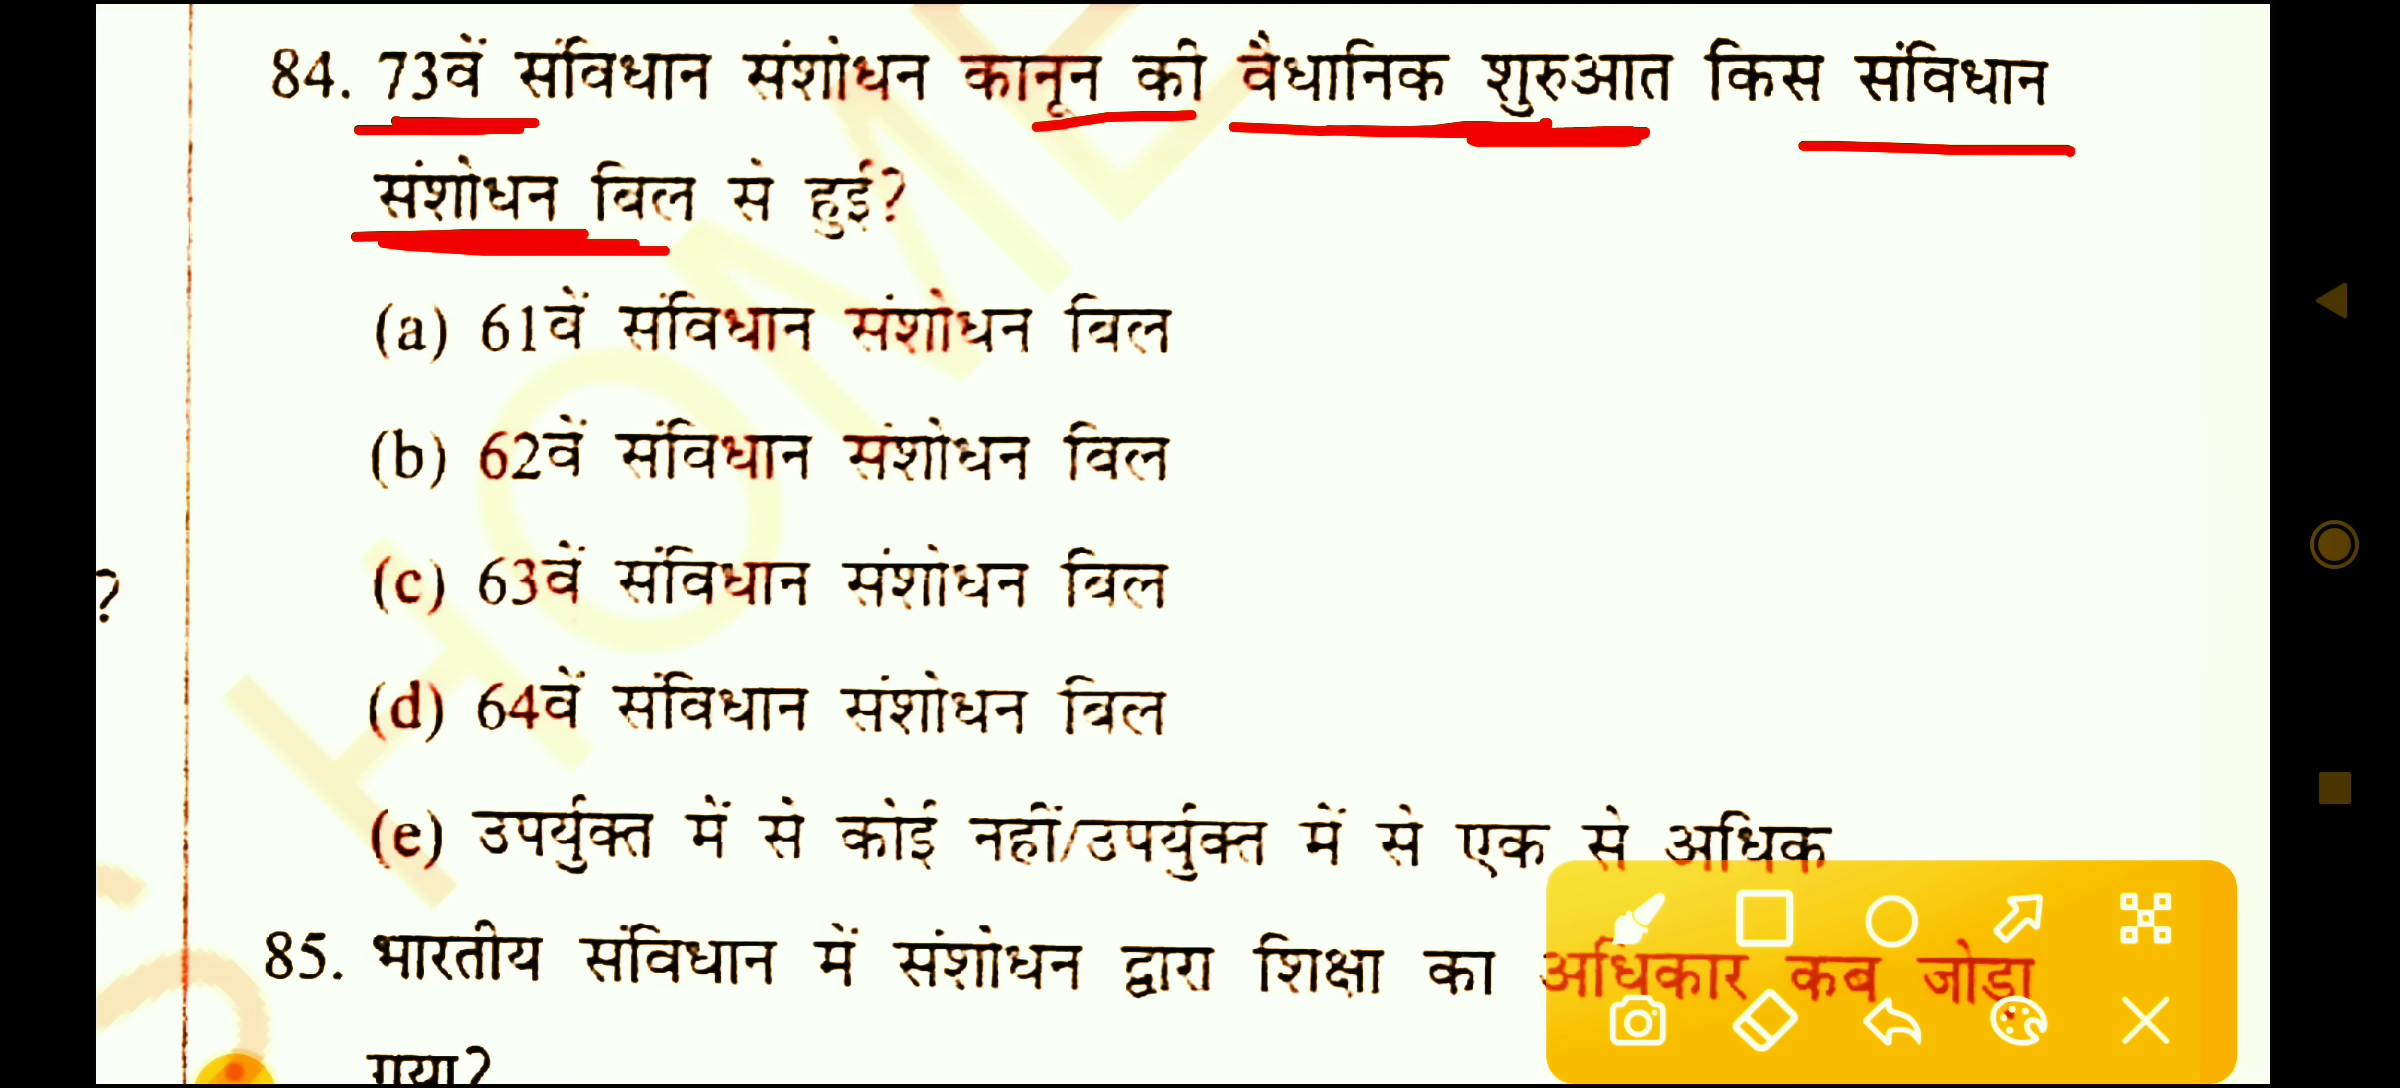 84. 73वें संविधान संशोधन कानून की वैधानिक शुरुआत किस संविधान
संशोधन बिल से हुई?
(a) 61वें संविधान संशोधन बिल
(b) 62वें संविधान संशोधन बिल
?
(c) 63वें संविधान संशोधन बिल
(d) 64वें संविधान संशोधन बिल
(e) उपर्युक्त में से कोई नहीं/उपर्युक्त में से एक से अधिक
85. भारतीय संविधान में संशोधन द्वारा शिक्षा का अधिकार कब जोड़ा
गया?
HOME